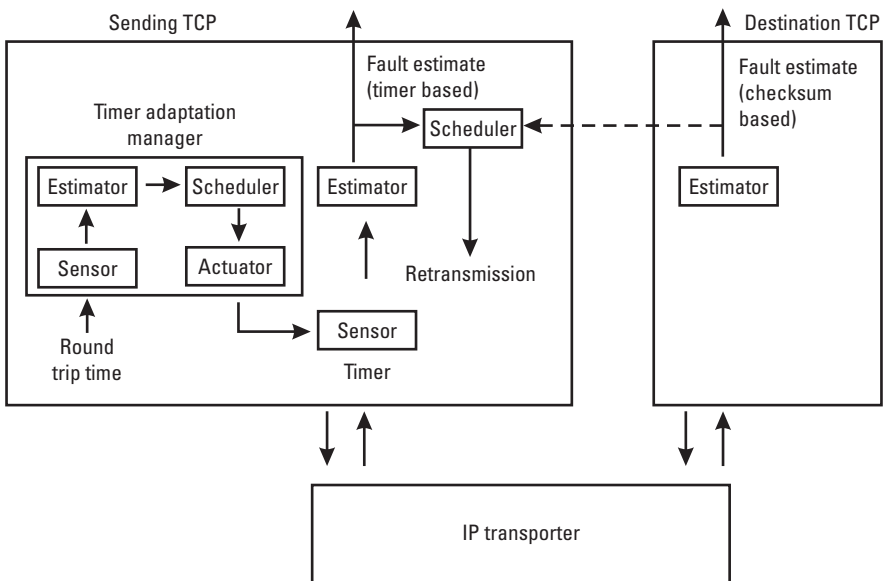 Sending TCP
Destination TCP
Fault estimate
(timer based)
Fault estimate
(checksum
based)
Timer adaptation
manager
Scheduler
Estimator
Scheduler
Estimator
Estimator
Sensor
Actuator
Retransmission
Sensor
Round
trip time
Timer
IP transporter